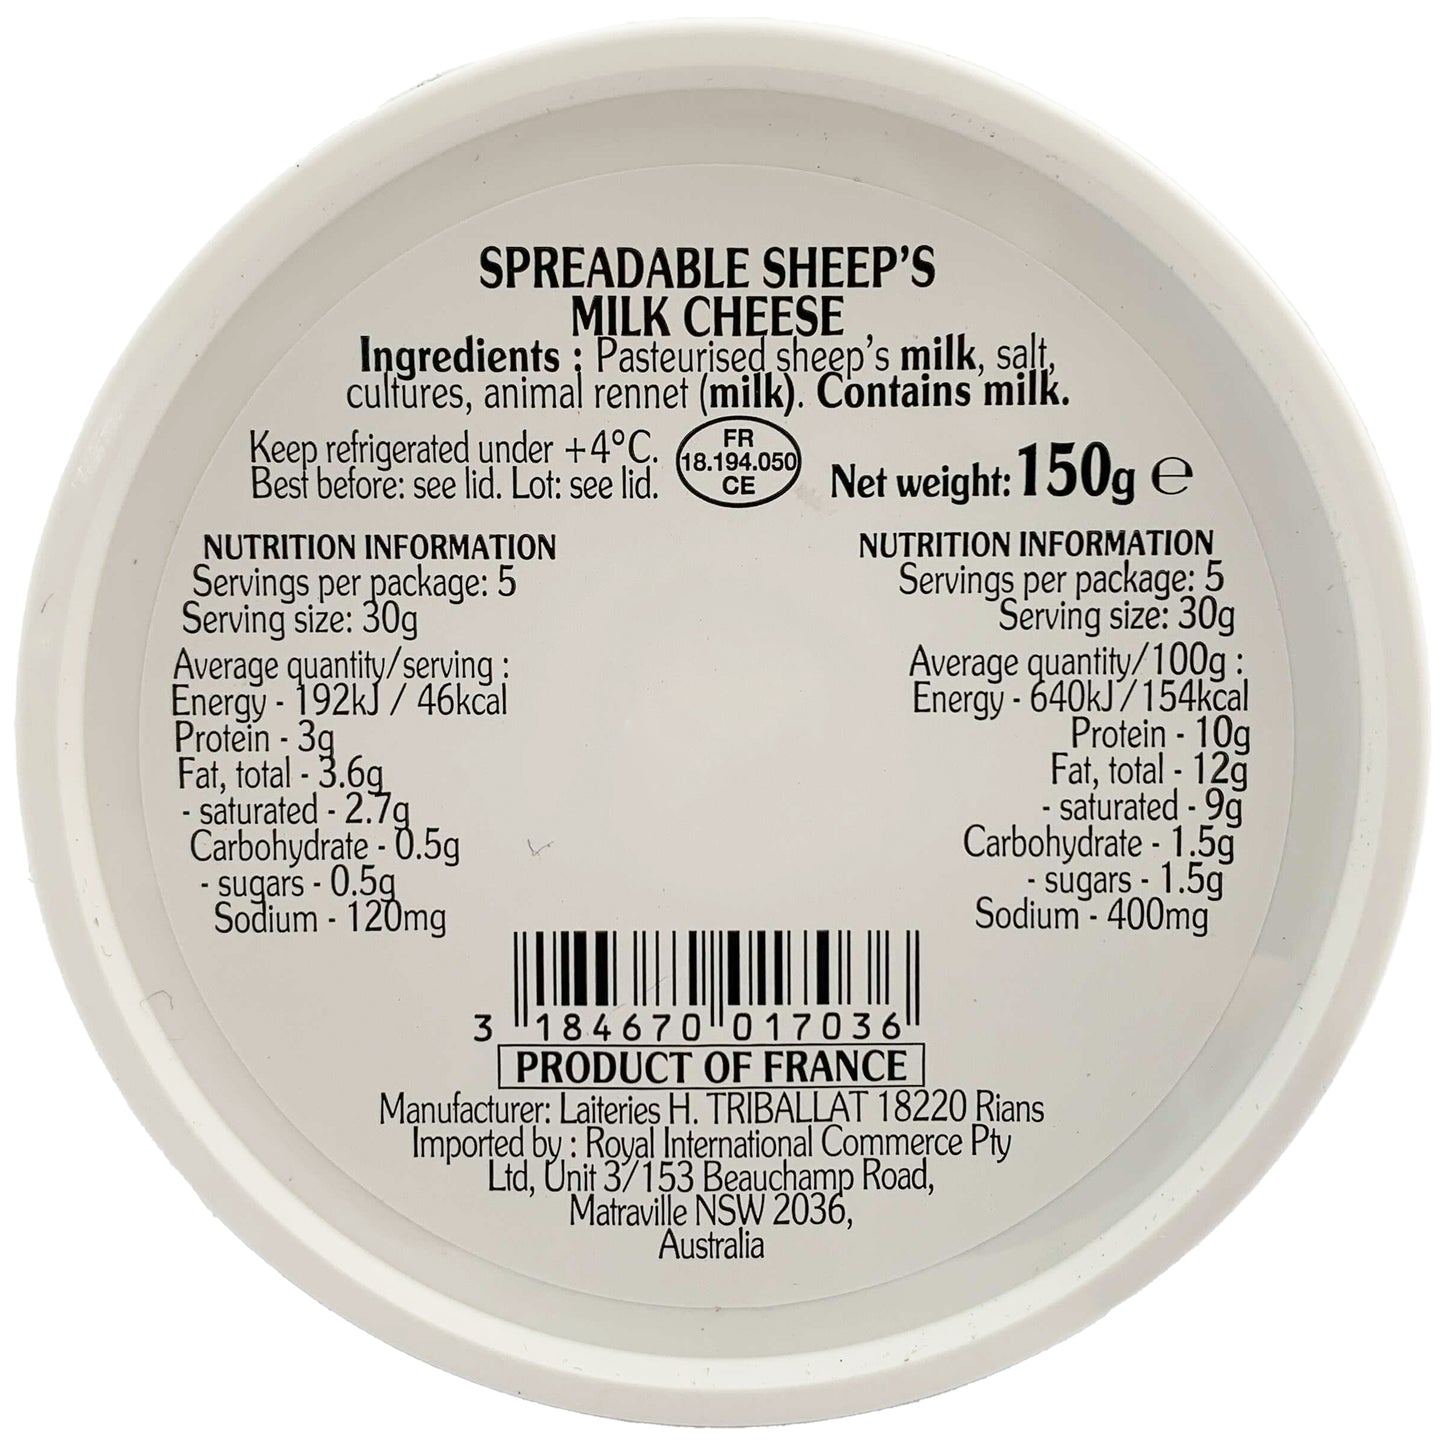 SPREADABLE SHEEP'S
MILK CHEESE
Ingredients : Pasteurised sheep's milk, salt,
cultures, animal rennet (milk). Contains milk.
Keep refrigerated under +4°C.
Best before: see lid. Lot: see lid.
FR
18.194.050
CE
Net weight: 150g ℮
NUTRITION INFORMATION
Servings per package: 5
Serving size: 30g
Average quantity/serving :
Energy - 192kJ / 46kcal
Protein - 3g
Fat, total - 3.6g
- saturated - 2.7g
Carbohydrate - 0.5g
- sugars - 0.5g
Sodium - 120mg
NUTRITION INFORMATION
Servings per package: 5
Serving size: 30g
Average quantity/100g :
Energy - 640kJ/154kcal
Protein - 10g
Fat, total - 12g
- saturated - 9g
Carbohydrate - 1.5g
- sugars - 1.5g
Sodium - 400mg
3 184670 017036
PRODUCT OF FRANCE
Manufacturer: Laiteries H. TRIBALLAT 18220 Rians
Imported by : Royal International Commerce Pty
Ltd, Unit 3/153 Beauchamp Road,
Matraville NSW 2036,
Australia